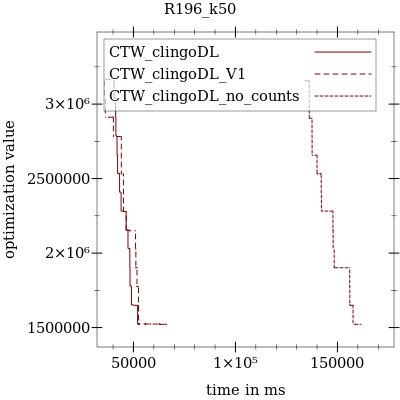 R196_k50
CTW_clingoDL
CTW_clingoDL_V1
CTW_clingoDL_no_counts
3×10⁶
2500000
2×10⁶
1500000
optimization value
50000 1×10⁵ 150000
time in ms